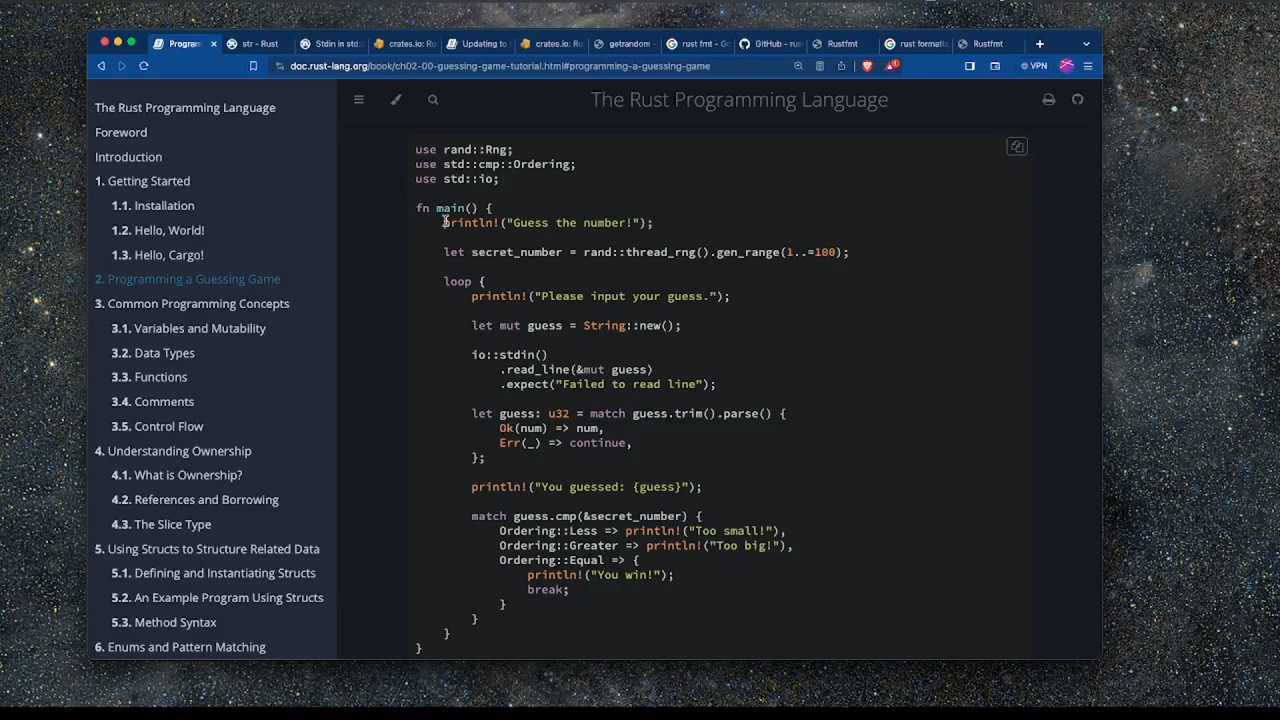 Program
str - Rust
Stdin in std:
crates.io: Ru
Updating to
crates.io: Ru
getrandom -
rust fmt - Go
GitHub - rus
Rustfmt
rust formatte
Rustfmt
doc.rust-lang.org/book/ch02-00-guessing-game-tutorial.html#programming-a-guessing-game
1
VPN
The Rust Programming Language
Foreword
Introduction
1. Getting Started
1.1. Installation
1.2. Hello, World!
1.3. Hello, Cargo!
2. Programming a Guessing Game
3. Common Programming Concepts
3.1. Variables and Mutability
3.2. Data Types
3.3. Functions
3.4. Comments
3.5. Control Flow
4. Understanding Ownership
4.1. What is Ownership?
4.2. References and Borrowing
4.3. The Slice Type
5. Using Structs to Structure Related Data
5.1. Defining and Instantiating Structs
5.2. An Example Program Using Structs
5.3. Method Syntax
6. Enums and Pattern Matching
The Rust Programming Language
use rand::Rng;
use std::cmp::Ordering;
use std::io;
fn main() {
println!("Guess the number!");
let secret_number = rand::thread_rng().gen_range(1..=100);
loop {
println!("Please input your guess.");
let mut guess = String::new();
io::stdin()
.read_line(&mut guess)
.expect("Failed to read line");
let guess: u32 = match guess.trim().parse() {
Ok(num) => num,
Err(_) => continue,
};
println!("You guessed: {guess}");
match guess.cmp(&secret_number) {
Ordering::Less => println!("Too small!"),
Ordering::Greater => println!("Too big!"),
Ordering::Equal => {
println!("You win!");
break;
}
}
}
}